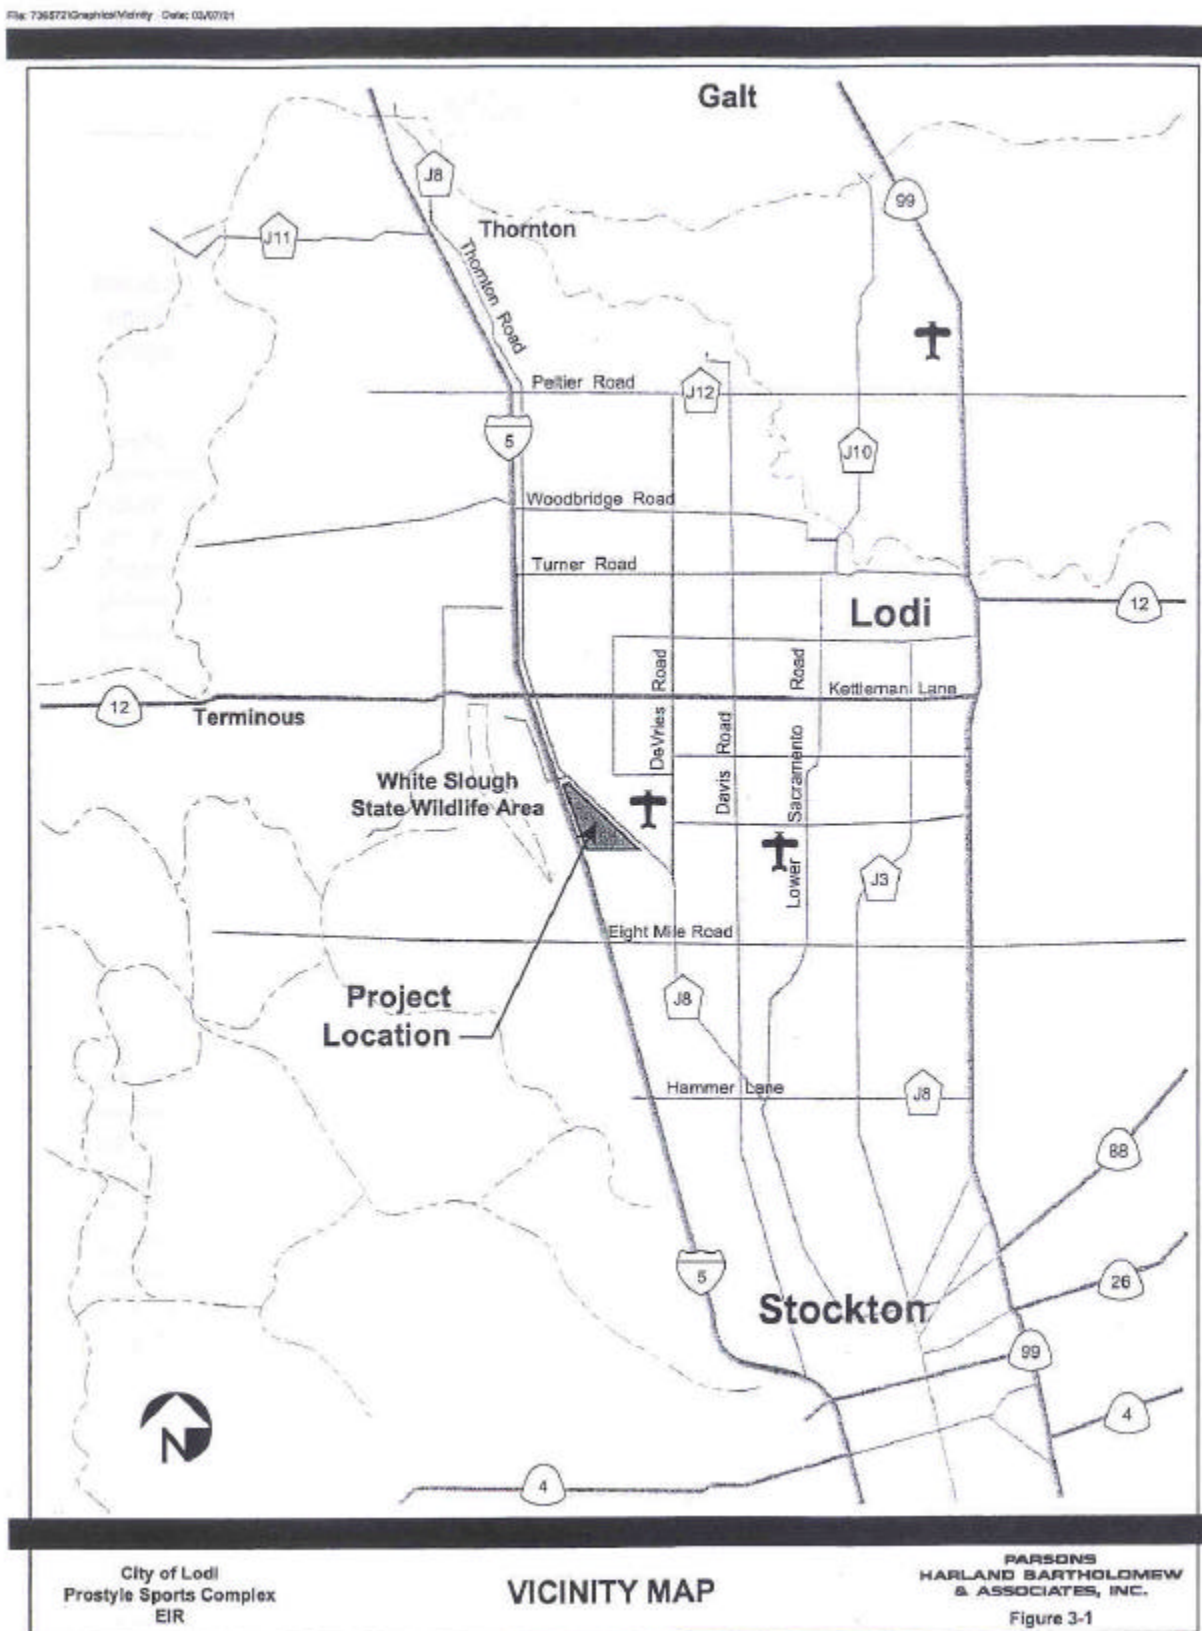 Galt
J8
99
J11
Thornton
Thornton Road
Peltier Road
J12
5
J10
Woodbridge Road
Turner Road
Lodi
12
DeVries Road
Lower Sacramento Road
Kettleman Lane
12
Terminous
Davis Road
White Slough
State Wildlife Area
J3
Eight Mile Road
Project
Location
J8
Hammer Lane
J8
88
5
26
Stockton
99
4
N
4
City of Lodi
Prostyle Sports Complex
EIR
VICINITY MAP
PARSONS
HARLAND BARTHOLOMEW
& ASSOCIATES, INC.
Figure 3-1